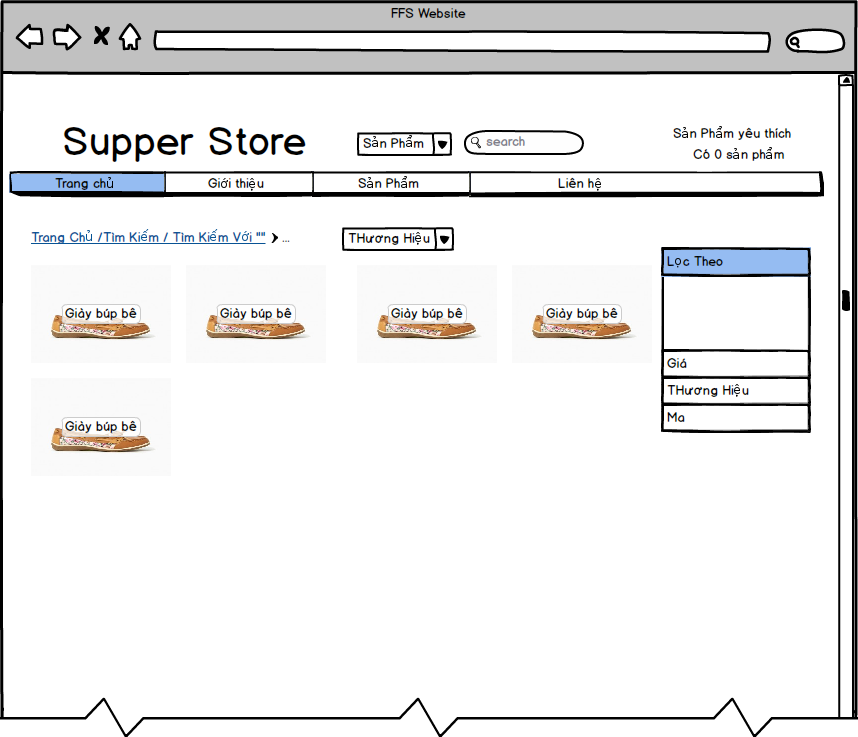 FFS Website
Supper Store
Sản Phẩm
search
Sản Phẩm yêu thích
Có 0 sản phẩm
Trang chủ
Giới thiệu
Sản Phẩm
Liên hệ
Trang Chủ /Tìm Kiếm / Tìm Kiếm Với "" ...
THương Hiệu
Lọc Theo
Giày búp bê
Giày búp bê
Giày búp bê
Giày búp bê
Giá
THương Hiệu
Ma
Giày búp bê